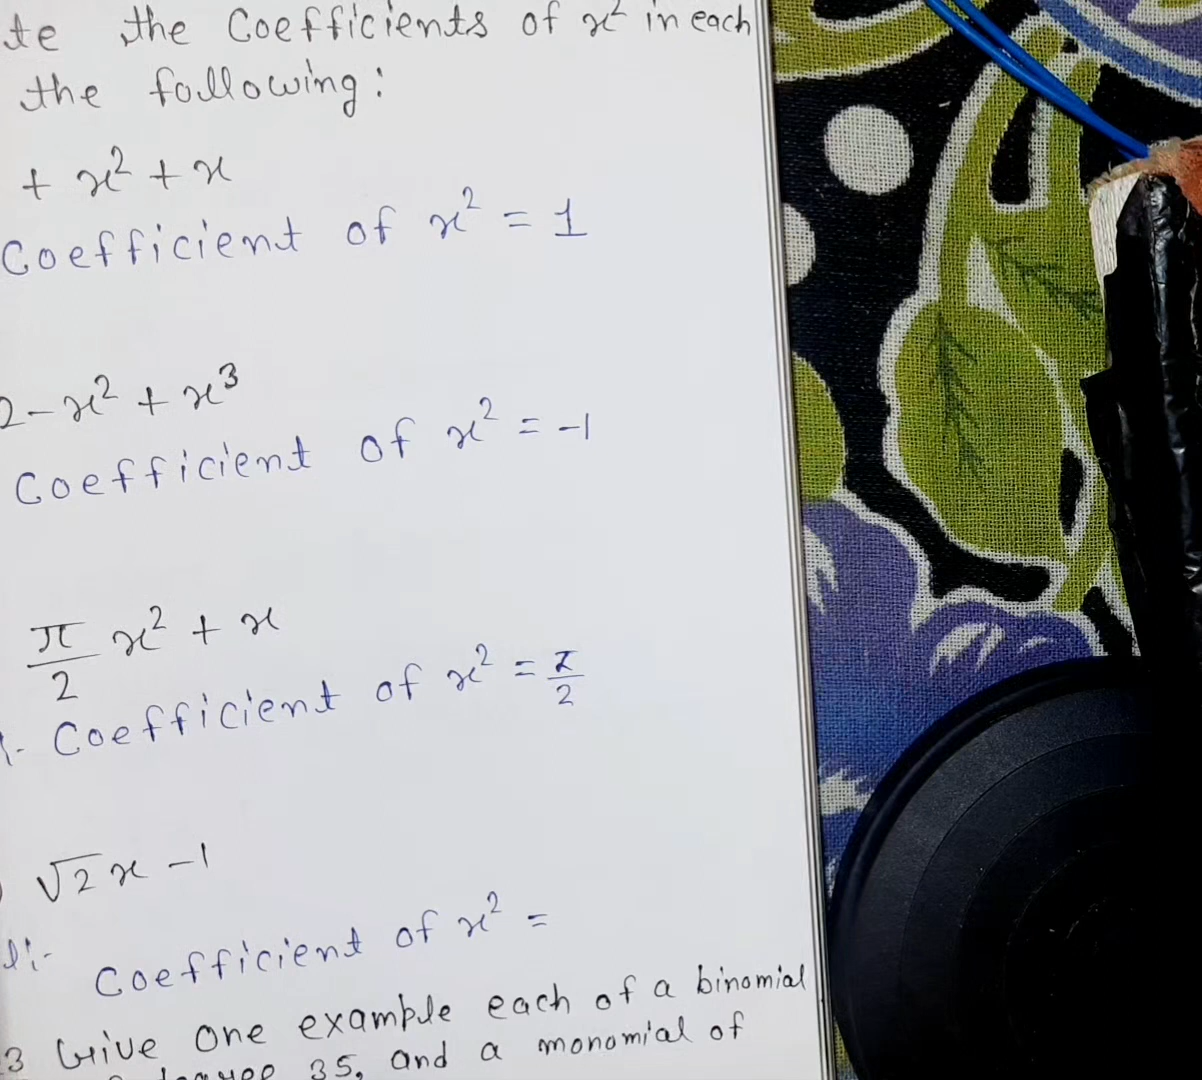 te the Coefficients of x² in each
the following:
+ x² + x
Coefficient of x² = 1
2 - x² + x³
Coefficient of x² = -1
π/2 x² + x
Coefficient of x² = π/2
√2 x - 1
Coefficient of x² =
3 Give one example each of a binomial
35, and a monomial of